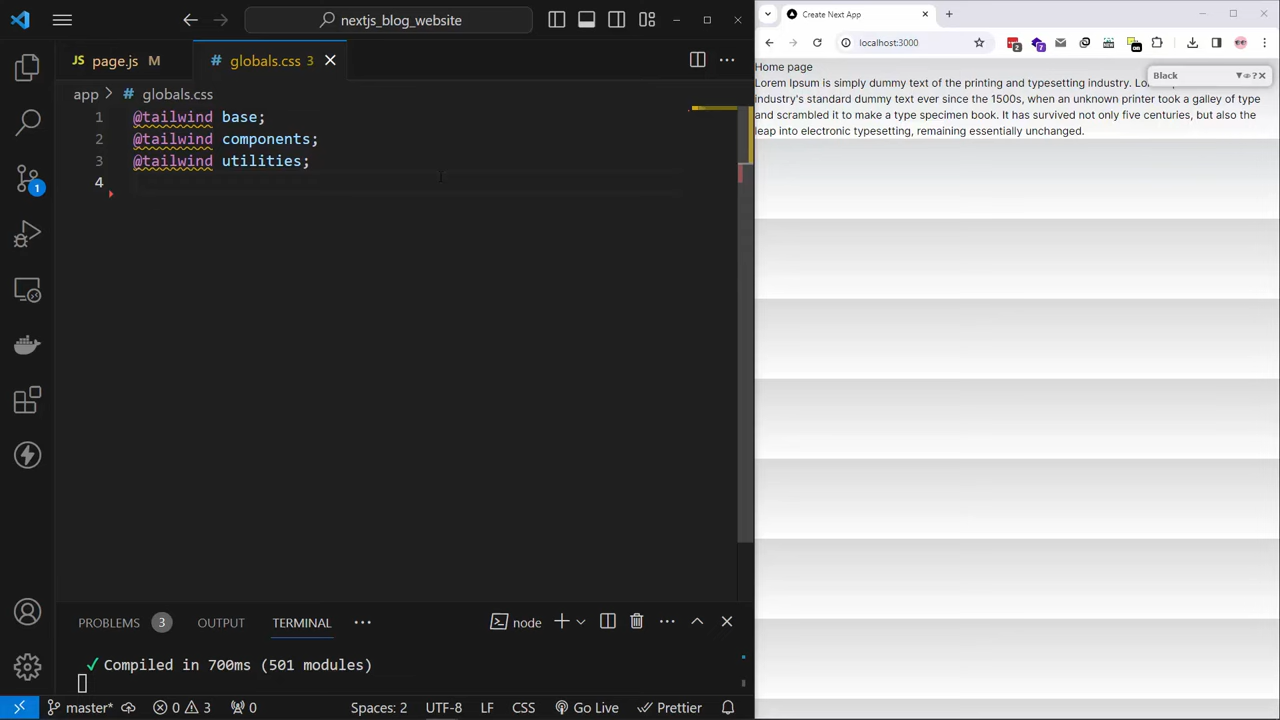 nextjs_blog_website
JS page.js M
# globals.css 3
app > # globals.css
1 @tailwind base;
2 @tailwind components;
3 @tailwind utilities;
4
1
PROBLEMS 3 OUTPUT TERMINAL ...
node
✓ Compiled in 700ms (501 modules)
master* 0 3 0 Spaces: 2 UTF-8 LF CSS Go Live Prettier
Create Next App
localhost:3000
2 7 on
Black
Home page
Lorem Ipsum is simply dummy text of the printing and typesetting industry.
industry's standard dummy text ever since the 1500s, when an unknown printer took a galley of type
and scrambled it to make a type specimen book. It has survived not only five centuries, but also the
leap into electronic typesetting, remaining essentially unchanged.